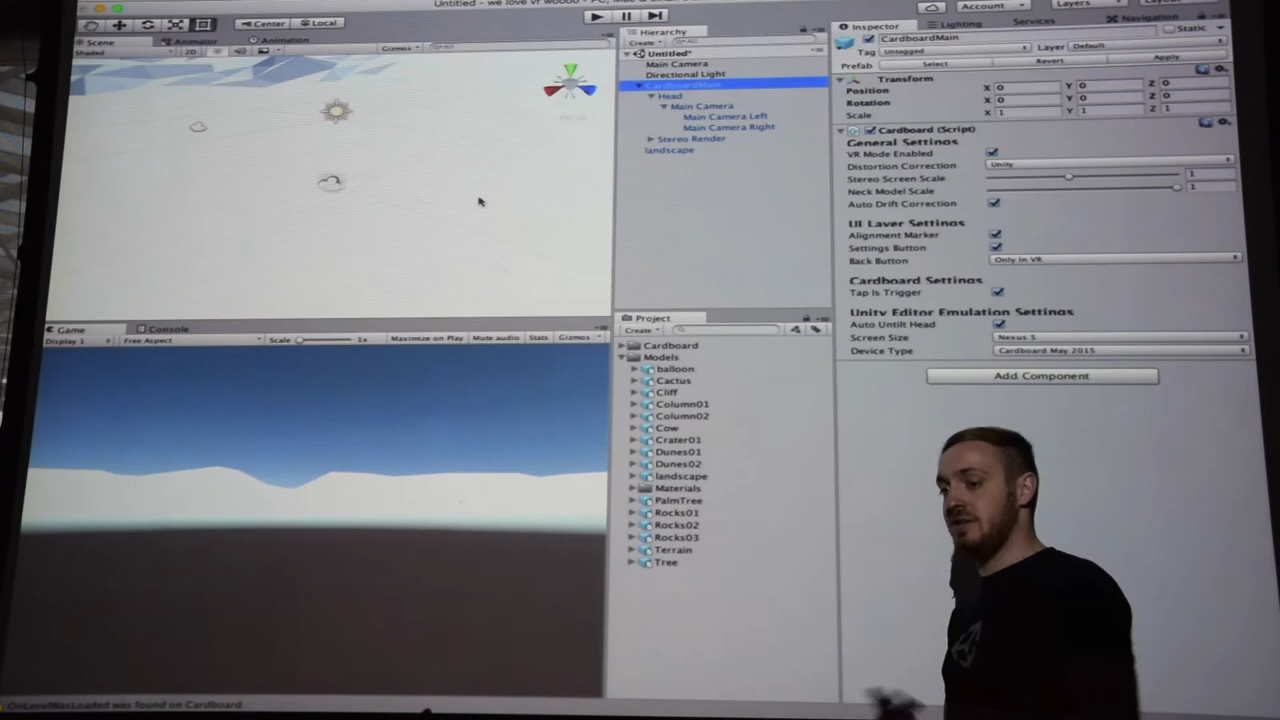 Untitled - we love vr
Account
Layers
Center
Local
Scene
Animator
Animation
Shaded
2D
Gizmos
All
Hierarchy
Create
All
Untitled*
Main Camera
Directional Light
CardboardMain
Head
Main Camera
Main Camera Left
Main Camera Right
Stereo Render
landscape
Inspector
Lighting
Services
Navigation
CardboardMain
Static
Tag
Untagged
Layer
Default
Prefab
Select
Revert
Apply
Transform
Position
X 0
Y 0
Z 0
Rotation
X 0
Y 0
Z 0
Scale
X 1
Y 1
Z 1
Cardboard (Script)
General Settings
VR Mode Enabled
Distortion Correction
Unity
Stereo Screen Scale
1
Neck Model Scale
1
Auto Drift Correction
UI Layer Settings
Alignment Marker
Settings Button
Back Button
Only In VR
Cardboard Settings
Tap Is Trigger
Unity Editor Emulation Settings
Auto Untilt Head
Screen Size
Nexus 5
Device Type
Cardboard May 2015
Add Component
Game
Console
Display 1
Free Aspect
Scale
1x
Maximize on Play
Mute audio
Stats
Gizmos
Project
Create
Cardboard
Models
balloon
Cactus
Cliff
Column01
Column02
Cow
Crater01
Dunes01
Dunes02
landscape
Materials
PalmTree
Rocks01
Rocks02
Rocks03
Terrain
Tree
OnLevelWasLoaded was found on Cardboard